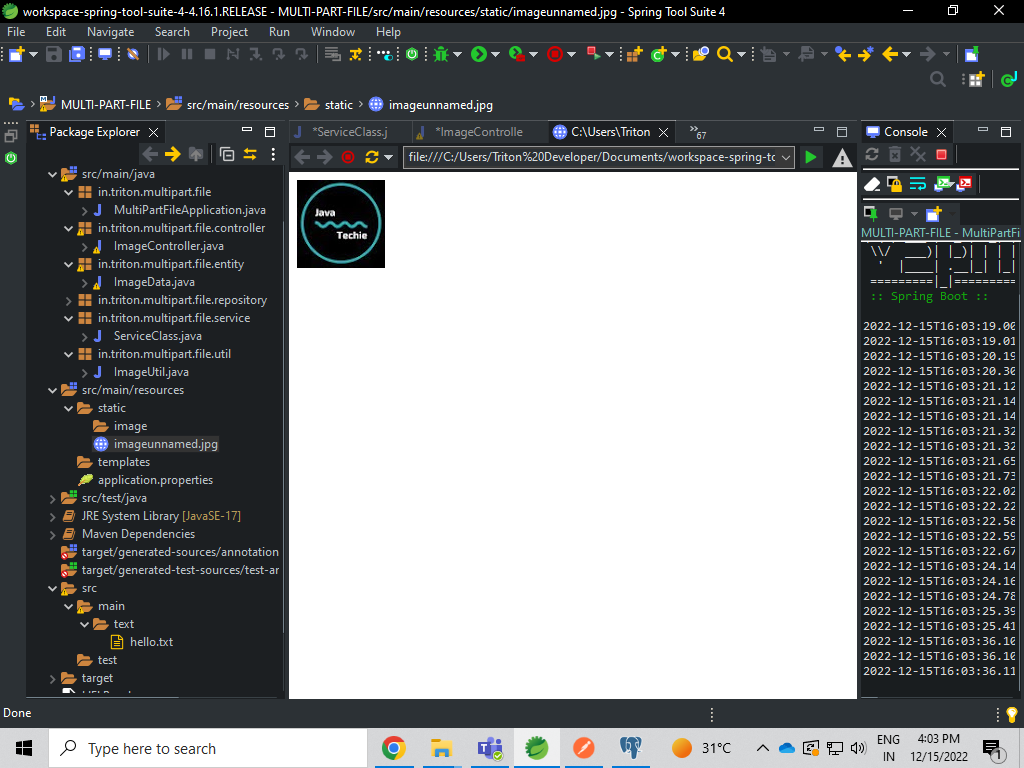 workspace-spring-tool-suite-4-4.16.1.RELEASE - MULTI-PART-FILE/src/main/resources/static/imageunnamed.jpg - Spring Tool Suite 4
File Edit Navigate Search Project Run Window Help
MULTI-PART-FILE src/main/resources static imageunnamed.jpg
Package Explorer
*ServiceClass.j *ImageControlle C:\Users\Triton 67
Console
file:///C:/Users/Triton%20Developer/Documents/workspace-spring-to
src/main/java
in.triton.multipart.file
MultiPartFileApplication.java
in.triton.multipart.file.controller
ImageController.java
in.triton.multipart.file.entity
ImageData.java
in.triton.multipart.file.repository
in.triton.multipart.file.service
ServiceClass.java
in.triton.multipart.file.util
ImageUtil.java
src/main/resources
static
image
imageunnamed.jpg
templates
application.properties
src/test/java
JRE System Library [JavaSE-17]
Maven Dependencies
target/generated-sources/annotation
target/generated-test-sources/test-ar
src
main
text
hello.txt
test
target
Java
Techie
MULTI-PART-FILE - MultiPartFi
\\/ ___)| |_)| | | |
' |____| .__|_| |_|
=========|_|=========
:: Spring Boot ::
2022-12-15T16:03:19.00
2022-12-15T16:03:19.01
2022-12-15T16:03:20.19
2022-12-15T16:03:20.30
2022-12-15T16:03:21.12
2022-12-15T16:03:21.14
2022-12-15T16:03:21.14
2022-12-15T16:03:21.32
2022-12-15T16:03:21.32
2022-12-15T16:03:21.65
2022-12-15T16:03:21.73
2022-12-15T16:03:22.02
2022-12-15T16:03:22.22
2022-12-15T16:03:22.58
2022-12-15T16:03:22.59
2022-12-15T16:03:22.67
2022-12-15T16:03:24.14
2022-12-15T16:03:24.16
2022-12-15T16:03:24.78
2022-12-15T16:03:25.39
2022-12-15T16:03:25.41
2022-12-15T16:03:36.10
2022-12-15T16:03:36.10
2022-12-15T16:03:36.11
Done
Type here to search
31°C
ENG
IN
4:03 PM
12/15/2022
1